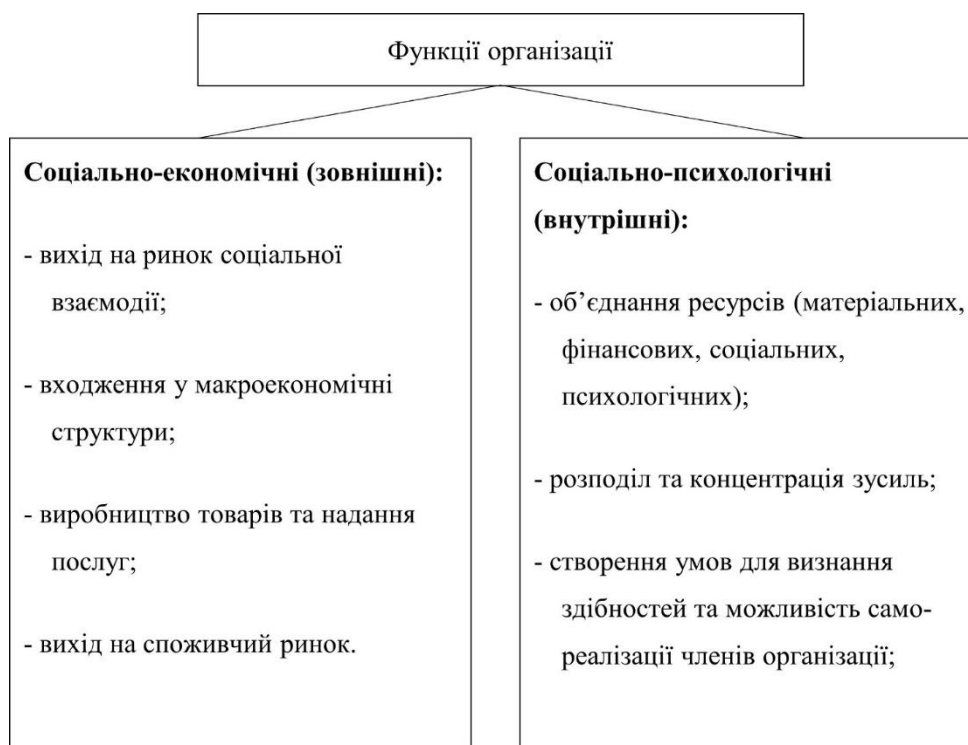 Функції організації
Соціально-економічні (зовнішні):
- вихід на ринок соціальної
взаємодії;
- входження у макроекономічні
структури;
- виробництво товарів та надання
послуг;
- вихід на споживчий ринок.
Соціально-психологічні
(внутрішні):
- об’єднання ресурсів (матеріальних,
фінансових, соціальних,
психологічних);
- розподіл та концентрація зусиль;
- створення умов для визнання
здібностей та можливість само-
реалізації членів організації;